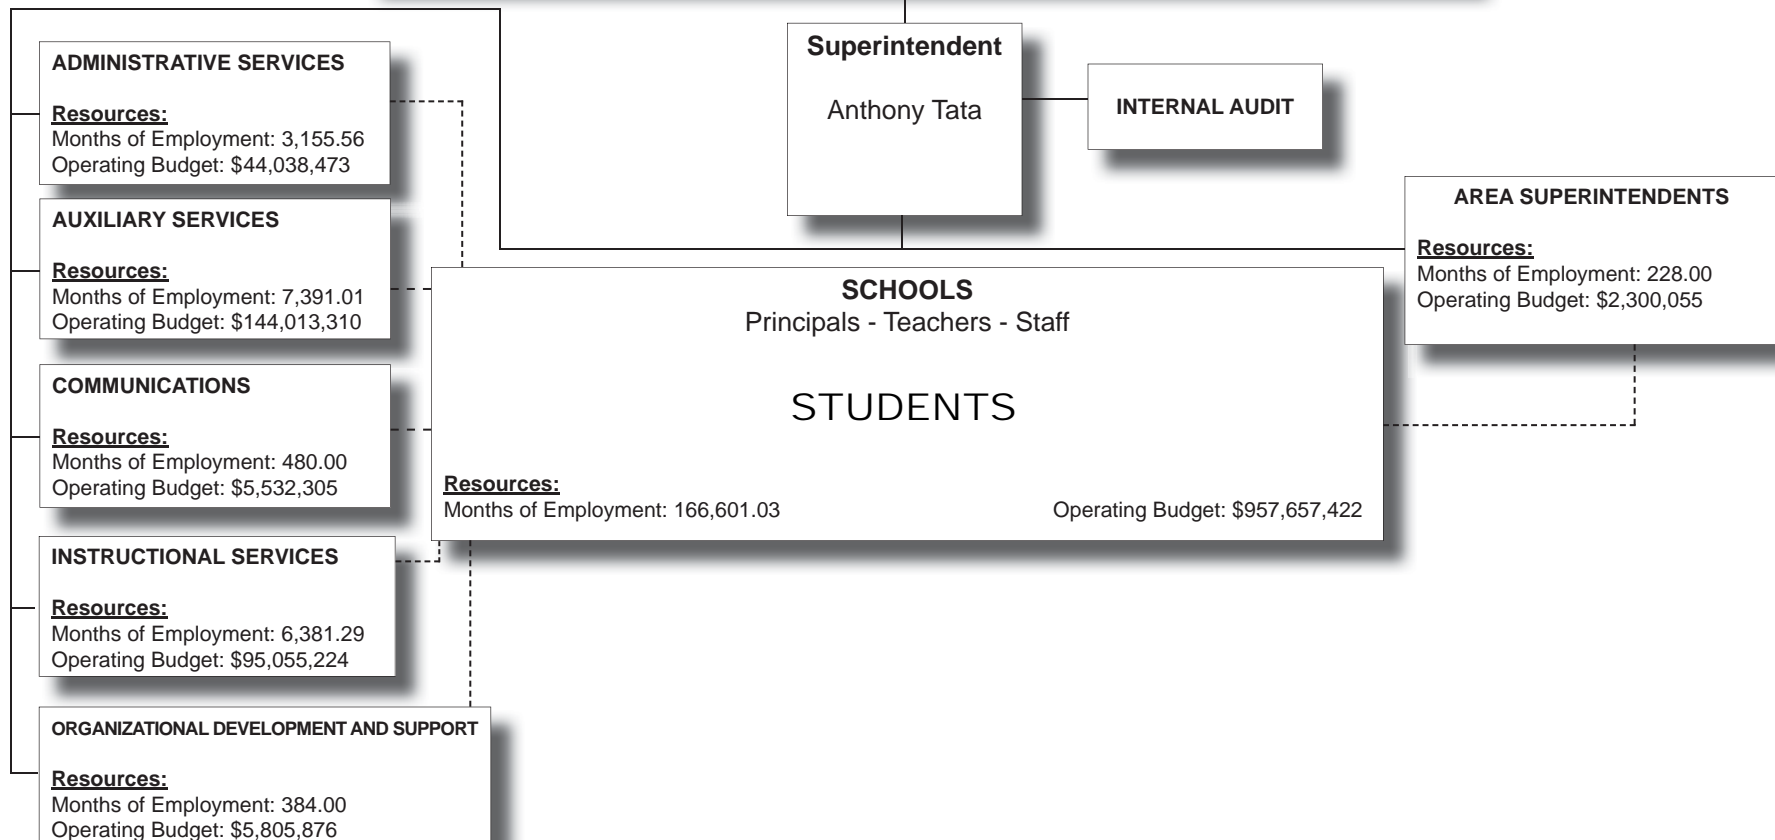 Superintendent
Anthony Tata
INTERNAL AUDIT
ADMINISTRATIVE SERVICES
Resources:
Months of Employment: 3,155.56
Operating Budget: $44,038,473
AUXILIARY SERVICES
Resources:
Months of Employment: 7,391.01
Operating Budget: $144,013,310
COMMUNICATIONS
Resources:
Months of Employment: 480.00
Operating Budget: $5,532,305
INSTRUCTIONAL SERVICES
Resources:
Months of Employment: 6,381.29
Operating Budget: $95,055,224
ORGANIZATIONAL DEVELOPMENT AND SUPPORT
Resources:
Months of Employment: 384.00
Operating Budget: $5,805,876
SCHOOLS
Principals - Teachers - Staff
STUDENTS
Resources:
Months of Employment: 166,601.03 Operating Budget: $957,657,422
AREA SUPERINTENDENTS
Resources:
Months of Employment: 228.00
Operating Budget: $2,300,055